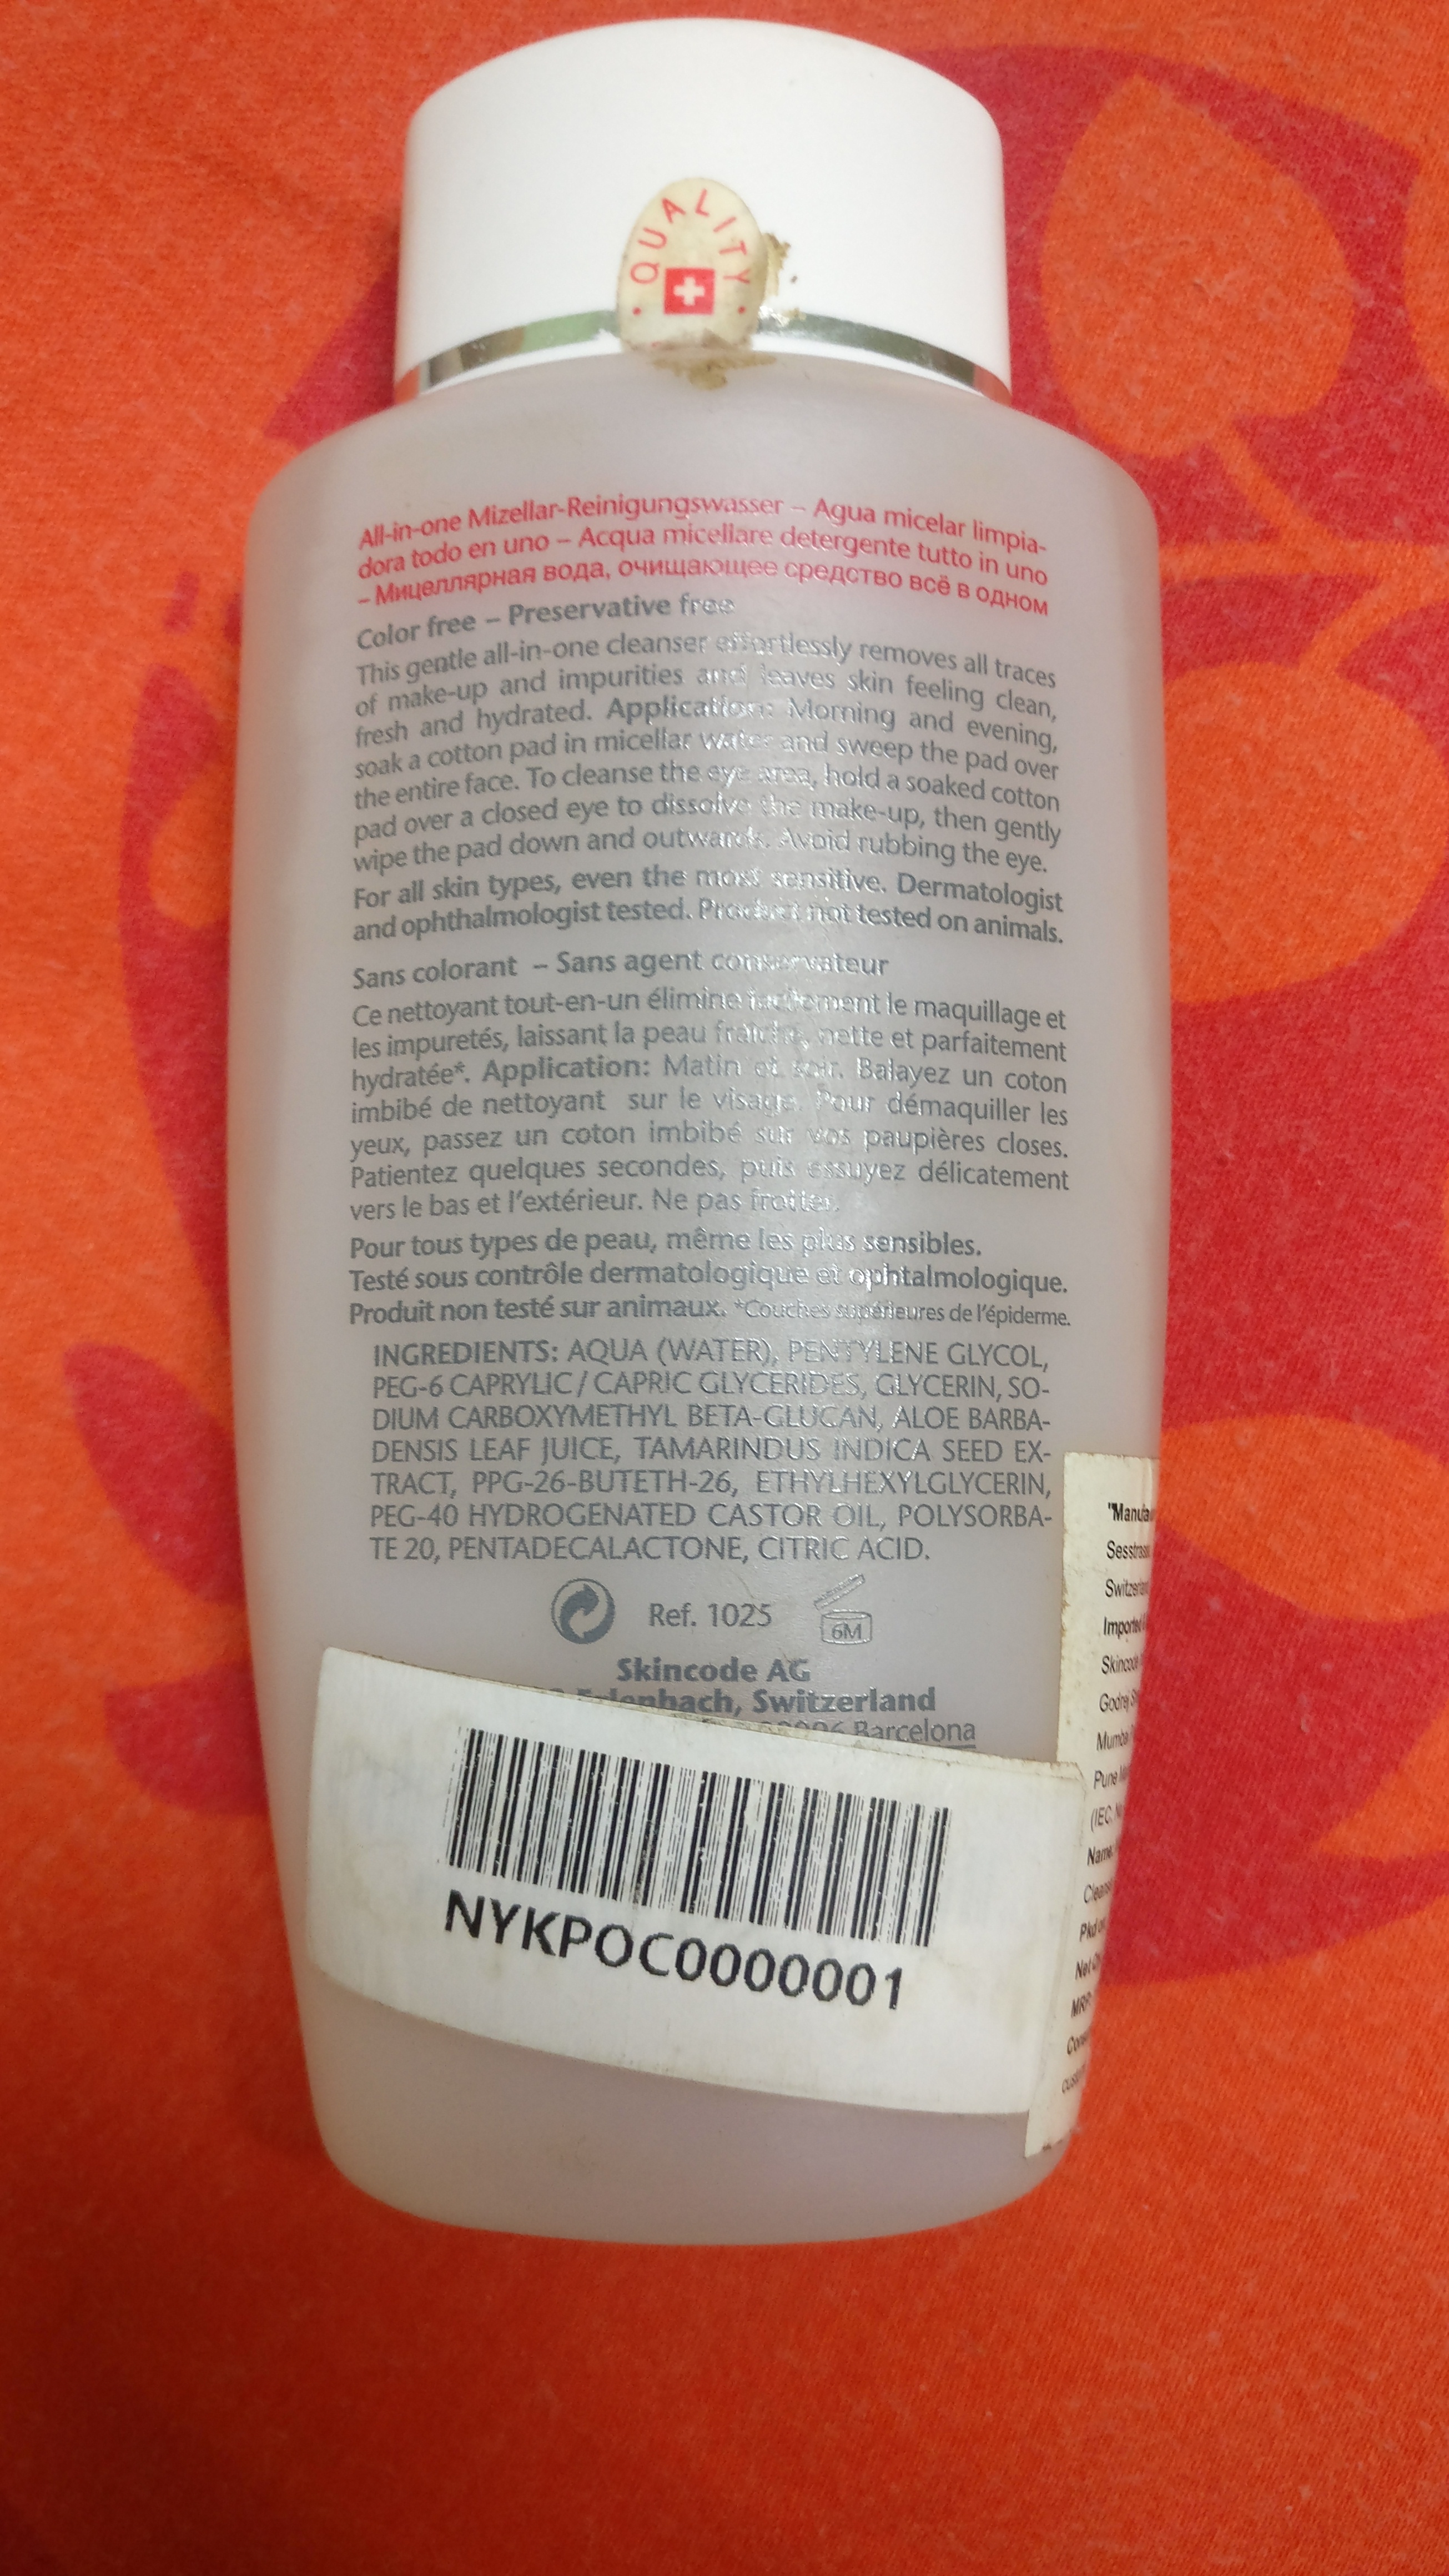 QUALITY
All-in-one Mizellar-Reinigungswasser – Agua micelar limpia-
dora todo en uno – Acqua micellare detergente tutto in uno
– Мицеллярная вода, очищающее средство всё в одном
Color free – Preservative free
This gentle all-in-one cleanser effortlessly removes all traces
of make-up and impurities and leaves skin feeling clean,
fresh and hydrated. Application: Morning and evening,
soak a cotton pad in micellar water and sweep the pad over
the entire face. To cleanse the eye area, hold a soaked cotton
pad over a closed eye to dissolve the make-up, then gently
wipe the pad down and outwards. Avoid rubbing the eye.
For all skin types, even the most sensitive. Dermatologist
and ophthalmologist tested. Product not tested on animals.
Sans colorant – Sans agent conservateur
Ce nettoyant tout-en-un élimine facilement le maquillage et
les impuretés, laissant la peau fraîche, nette et parfaitement
hydratée*. Application: Matin et soir. Balayez un coton
imbibé de nettoyant sur le visage. Pour démaquiller les
yeux, passez un coton imbibé sur vos paupières closes.
Patientez quelques secondes, puis essuyez délicatement
vers le bas et l'extérieur. Ne pas frotter.
Pour tous types de peau, même les plus sensibles.
Testé sous contrôle dermatologique et ophtalmologique.
Produit non testé sur animaux. *Couches supérieures de l'épiderme.
INGREDIENTS: AQUA (WATER), PENTYLENE GLYCOL,
PEG-6 CAPRYLIC / CAPRIC GLYCERIDES, GLYCERIN, SO-
DIUM CARBOXYMETHYL BETA-GLUCAN, ALOE BARBA-
DENSIS LEAF JUICE, TAMARINDUS INDICA SEED EX-
TRACT, PPG-26-BUTETH-26, ETHYLHEXYLGLYCERIN,
PEG-40 HYDROGENATED CASTOR OIL, POLYSORBA-
TE 20, PENTADECALACTONE, CITRIC ACID.
Ref. 1025
6M
Skincode AG
Erlenbach, Switzerland
Barcelona
NYKPOC0000001
Imported
Skincode
Godrej
Mumbai
Pune
(IEC.
Name
Pkd
Net
MRP